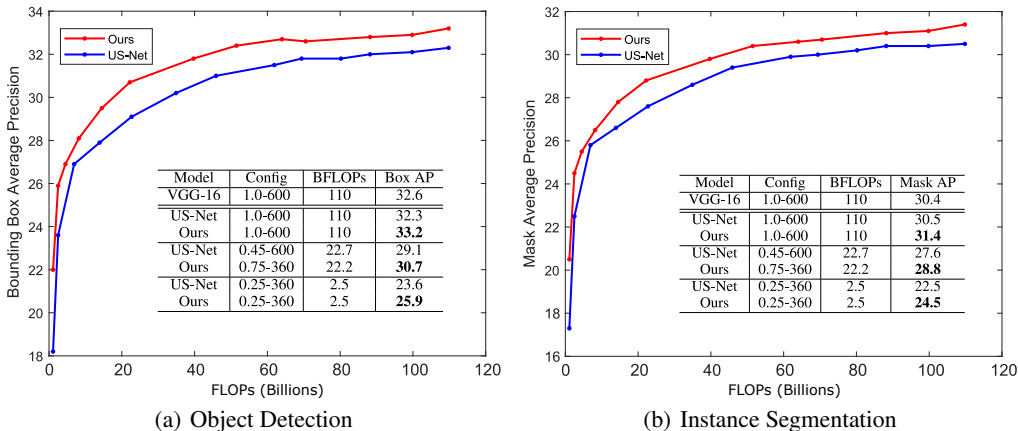 34
32
30
28
26
24
22
20
18
0
20
40
60
80
100
120
Bounding Box Average Precision
FLOPs (Billions)
Ours
US-Net
Model Config BFLOPs Box AP
VGG-16 1.0-600 110 32.6
US-Net 1.0-600 110 32.3
Ours 1.0-600 110 33.2
US-Net 0.45-600 22.7 29.1
Ours 0.75-360 22.2 30.7
US-Net 0.25-360 2.5 23.6
Ours 0.25-360 2.5 25.9
(a) Object Detection
32
30
28
26
24
22
20
18
16
0
20
40
60
80
100
120
Mask Average Precision
FLOPs (Billions)
Ours
US-Net
Model Config BFLOPs Mask AP
VGG-16 1.0-600 110 30.4
US-Net 1.0-600 110 30.5
Ours 1.0-600 110 31.4
US-Net 0.45-600 22.7 27.6
Ours 0.75-360 22.2 28.8
US-Net 0.25-360 2.5 22.5
Ours 0.25-360 2.5 24.5
(b) Instance Segmentation